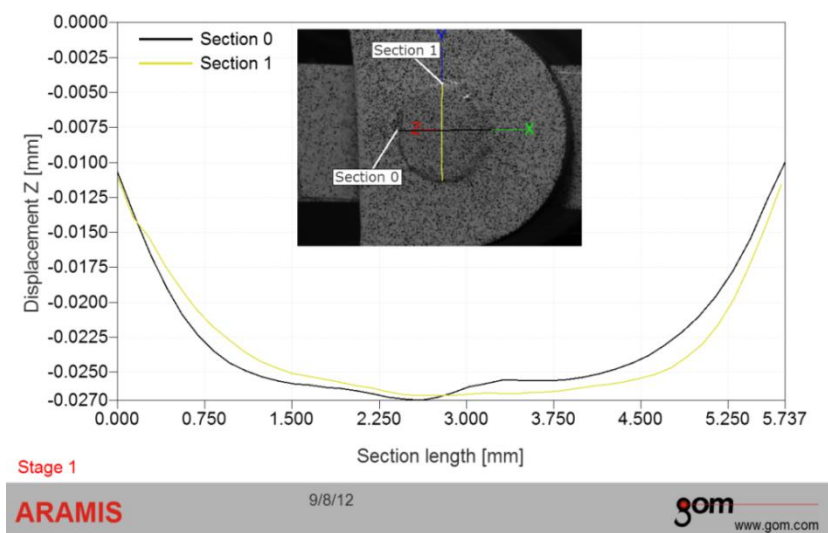 0.0000
-0.0025
-0.0050
-0.0075
-0.0100
-0.0125
-0.0150
-0.0175
-0.0200
-0.0225
-0.0250
-0.0270
Displacement Z [mm]
Section 0
Section 1
Section 1
Y
Z
X
Section 0
0.000 0.750 1.500 2.250 3.000 3.750 4.500 5.250 5.737
Section length [mm]
Stage 1
ARAMIS 9/8/12 gom
www.gom.com